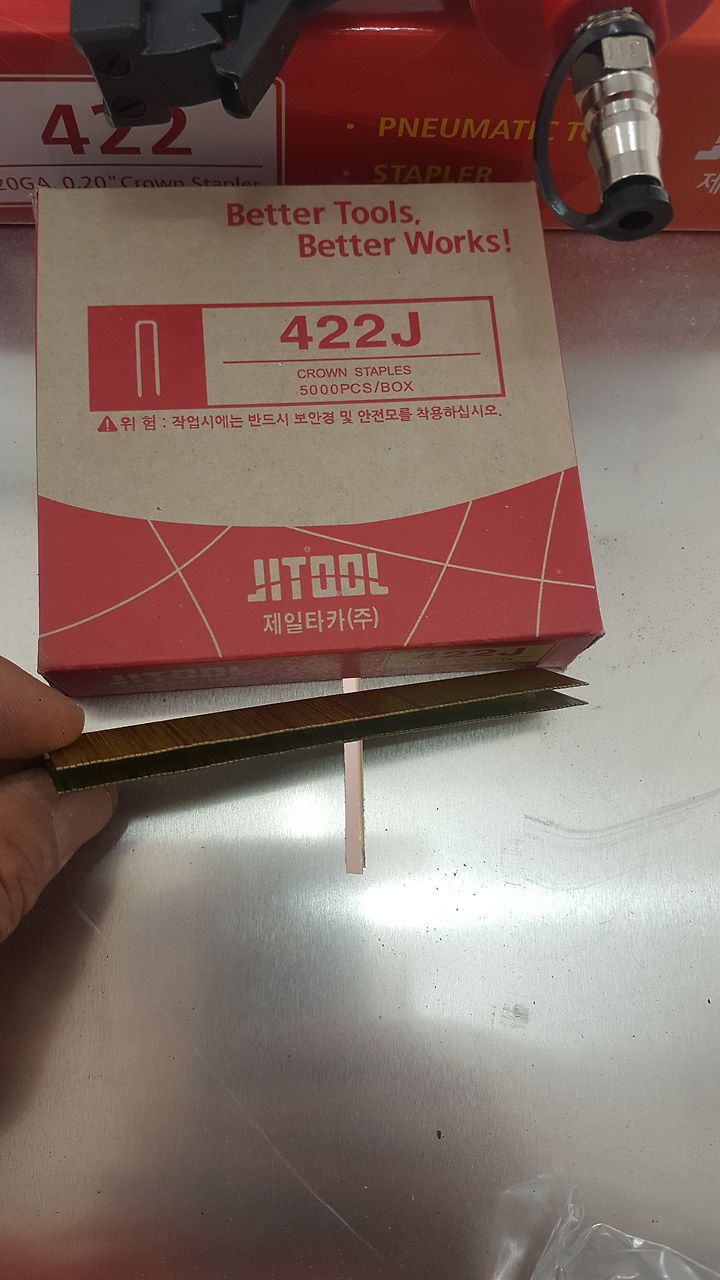 422
20GA. 0.20" Crown Stapler
• PNEUMATIC
• STAPLER
Better Tools,
Better Works!
422J
CROWN STAPLES
5000PCS/BOX
위 험 : 작업시에는 반드시 보안경 및 안전모를 착용하십시오.
JITOOL
제일타카(주)
JITOOL
422J